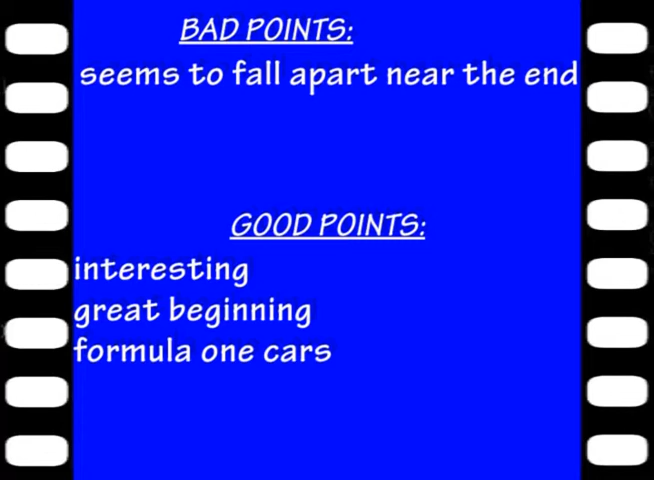 BAD POINTS:
seems to fall apart near the end
GOOD POINTS:
interesting
great beginning
formula one cars